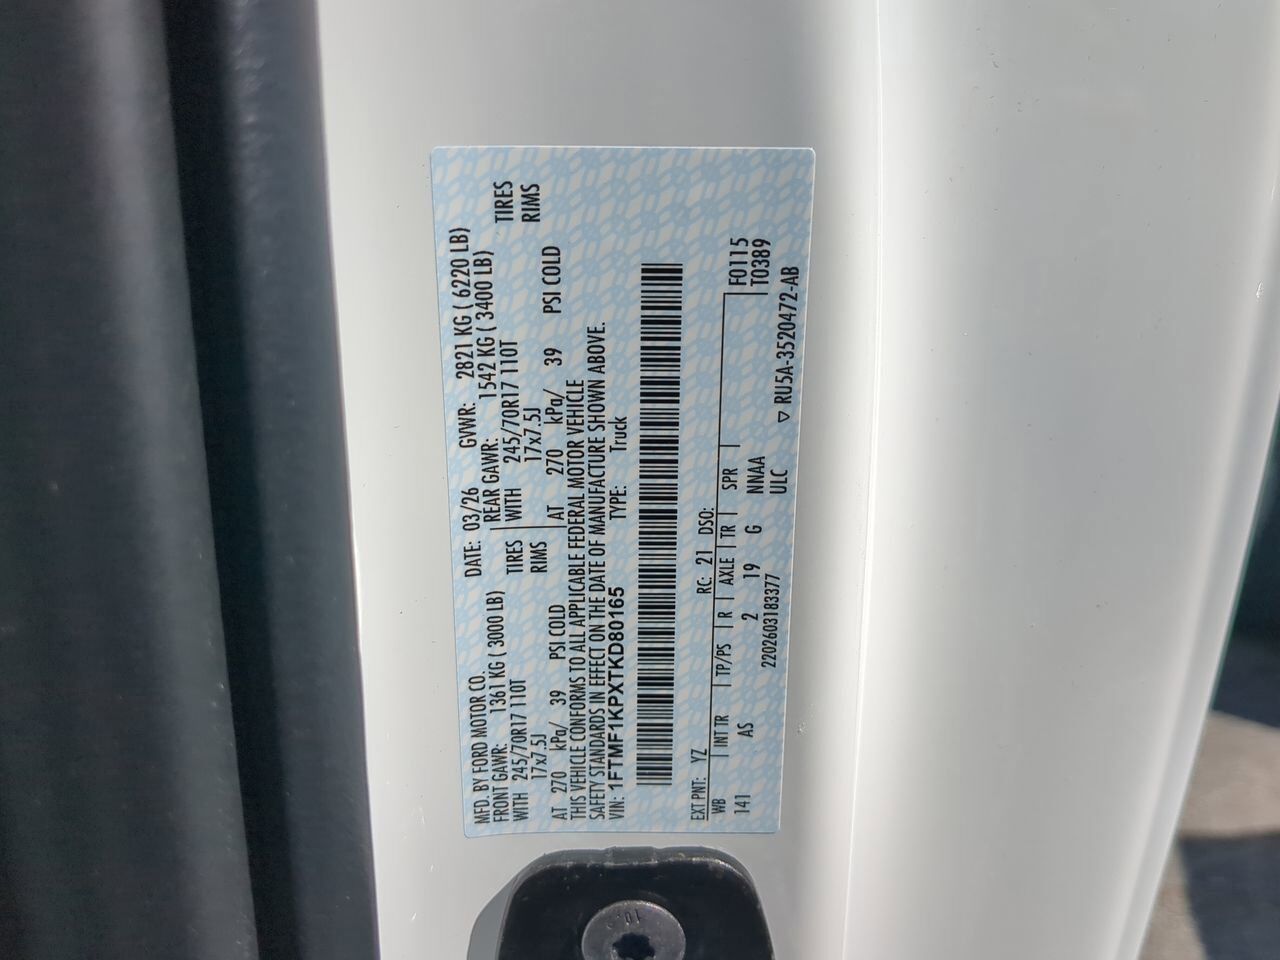 MFD. BY FORD MOTOR CO. DATE: 03/26 GVWR: 2821 KG ( 6220 LB)
FRONT GAWR: 1361 KG ( 3000 LB) REAR GAWR: 1542 KG ( 3400 LB)
WITH 245/70R17 110T TIRES WITH 245/70R17 110T TIRES
17x7.5J RIMS 17x7.5J RIMS
AT 270 kPa/ 39 PSI COLD AT 270 kPa/ 39 PSI COLD
THIS VEHICLE CONFORMS TO ALL APPLICABLE FEDERAL MOTOR VEHICLE
SAFETY STANDARDS IN EFFECT ON THE DATE OF MANUFACTURE SHOWN ABOVE.
VIN: 1FTMF1KPXTKD80165 TYPE: Truck
EXT PNT: YZ RC: 21 DSO: F0115
WB INT TR TP/PS R AXLE TR SPR T0389
141 AS 2 19 G NNAA
2202603183377 ULC ▽ RU5A-3520472-AB